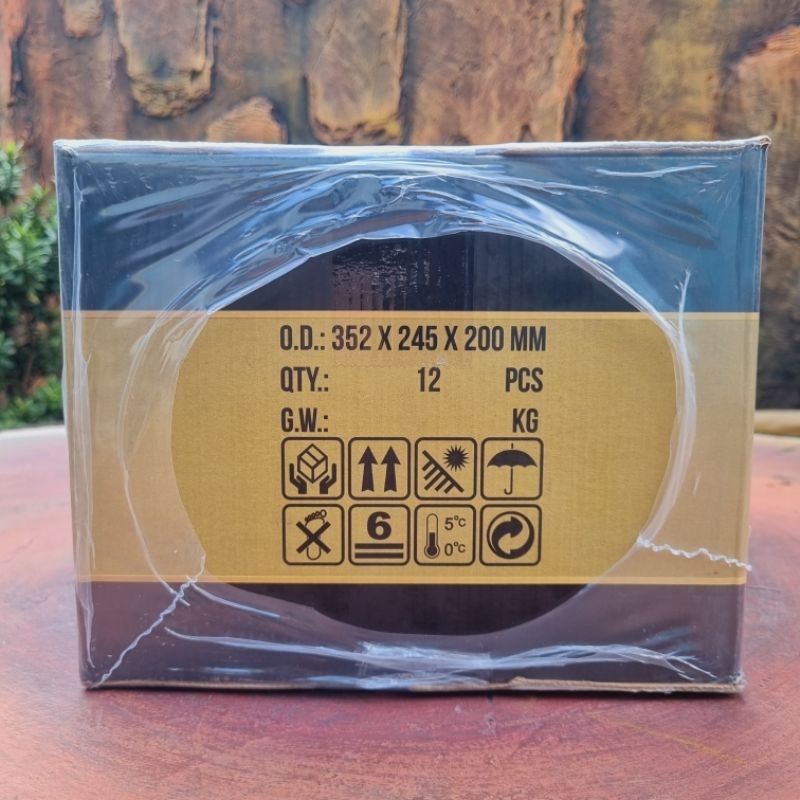 O.D.: 352 X 245 X 200 MM
QTY.: 12 PCS
G.W.: KG
6 5°C
0°C